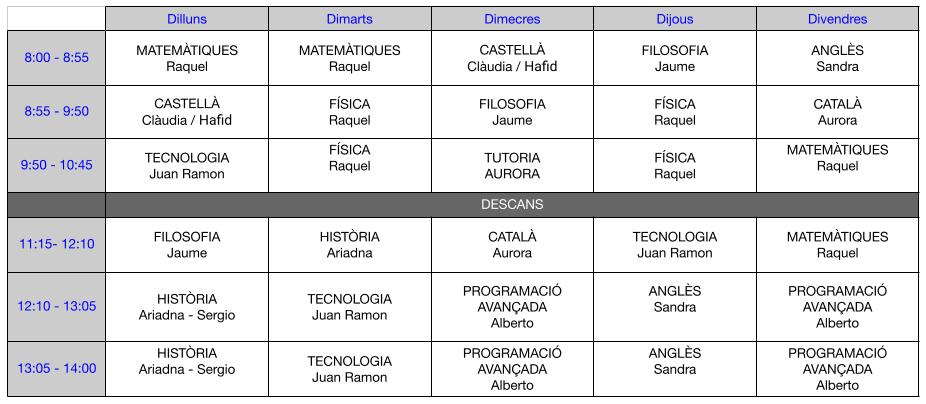 Dilluns Dimarts Dimecres Dijous Divendres
8:00 - 8:55
MATEMÀTIQUES
Raquel
MATEMÀTIQUES
Raquel
CASTELLÀ
Clàudia / Hafid
FILOSOFIA
Jaume
ANGLÈS
Sandra
8:55 - 9:50
CASTELLÀ
Clàudia / Hafid
FÍSICA
Raquel
FILOSOFIA
Jaume
FÍSICA
Raquel
CATALÀ
Aurora
9:50 - 10:45
TECNOLOGIA
Juan Ramon
FÍSICA
Raquel
TUTORIA
AURORA
FÍSICA
Raquel
MATEMÀTIQUES
Raquel
DESCANS
11:15- 12:10
FILOSOFIA
Jaume
HISTÒRIA
Ariadna
CATALÀ
Aurora
TECNOLOGIA
Juan Ramon
MATEMÀTIQUES
Raquel
12:10 - 13:05
HISTÒRIA
Ariadna - Sergio
TECNOLOGIA
Juan Ramon
PROGRAMACIÓ
AVANÇADA
Alberto
ANGLÈS
Sandra
PROGRAMACIÓ
AVANÇADA
Alberto
13:05 - 14:00
HISTÒRIA
Ariadna - Sergio
TECNOLOGIA
Juan Ramon
PROGRAMACIÓ
AVANÇADA
Alberto
ANGLÈS
Sandra
PROGRAMACIÓ
AVANÇADA
Alberto